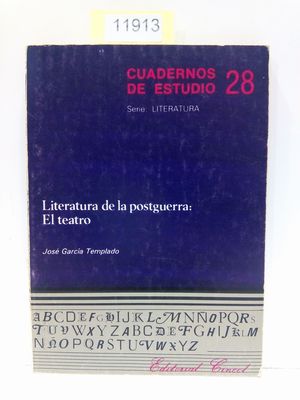 11913
CUADERNOS
DE ESTUDIO 28
Serie: LITERATURA
Literatura de la postguerra:
El teatro
José García Templado
ABCDEFGHIJKLMNÑOPQRS
TUVWXYZABCDEFGHIJKLM
NÑOPQRSTUVWXYZ
Editorial Cincel